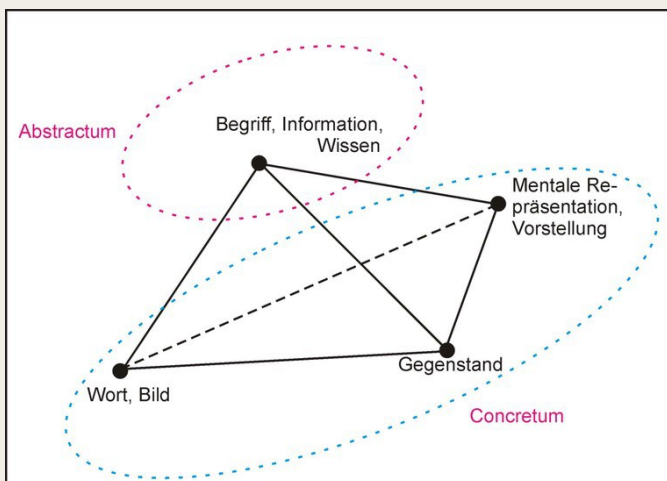 Abstractum
Begriff, Information,
Wissen
Mentale Re-
präsentation,
Vorstellung
Gegenstand
Wort, Bild
Concretum